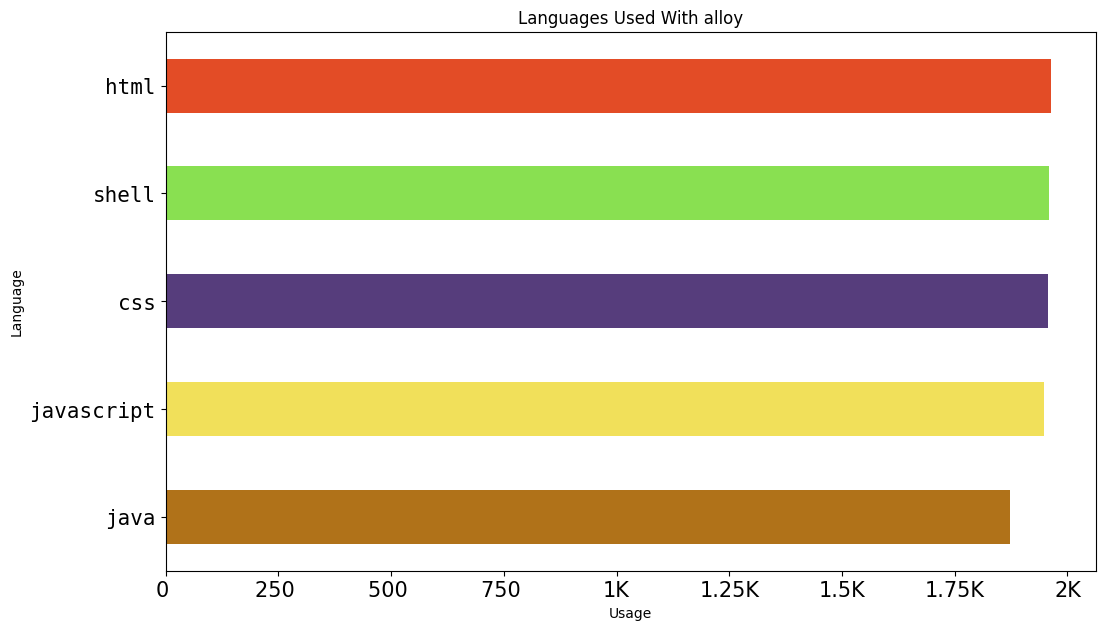 Languages Used With alloy
html
shell
css
javascript
java
Language
0 250 500 750 1K 1.25K 1.5K 1.75K 2K
Usage